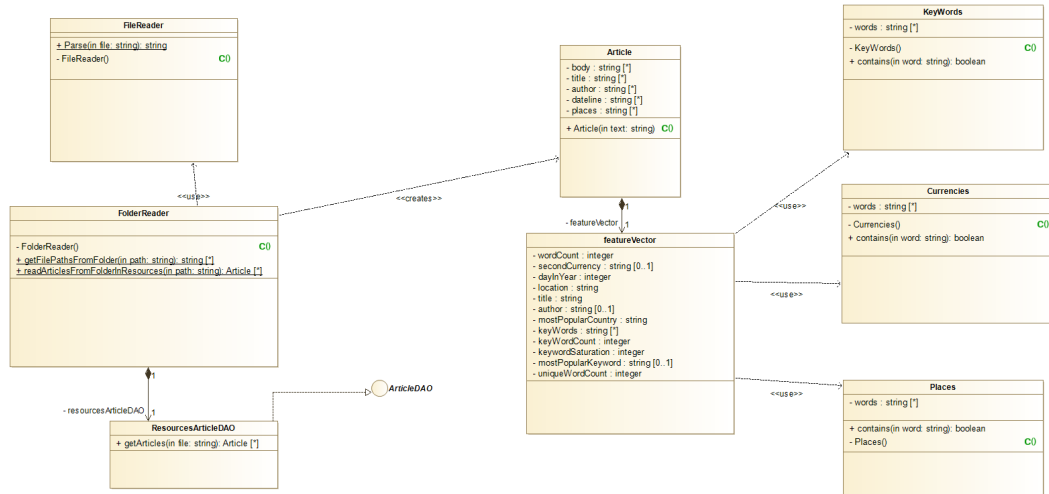 FileReader
+ Parse(in file: string): string
- FileReader() C()
<<use>>
FolderReader
- FolderReader() C()
+ getFilePathsFromFolder(in path: string): string [*]
+ readArticlesFromFolderInResources(in path: string): Article [*]
1
- resourcesArticleDAO 1
ResourcesArticleDAO
+ getArticles(in file: string): Article [*]
ArticleDAO
<<creates>>
Article
- body : string [*]
- title : string [*]
- author : string [*]
- dateline : string [*]
- places : string [*]
+ Article(in text: string) C()
1
- featureVector 1
featureVector
- wordCount : integer
- secondCurrency : string [0..1]
- dayInYear : integer
- location : string
- title : string
- author : string [0..1]
- mostPopularCountry : string
- keyWords : string [*]
- keyWordCount : integer
- keywordSaturation : integer
- mostPopularKeyword : string [0..1]
- uniqueWordCount : integer
<<use>>
<<use>>
<<use>>
KeyWords
- words : string [*]
- KeyWords() C()
+ contains(in word: string): boolean
Currencies
- words : string [*]
- Currencies() C()
+ contains(in word: string): boolean
Places
- words : string [*]
+ contains(in word: string): boolean
- Places() C()